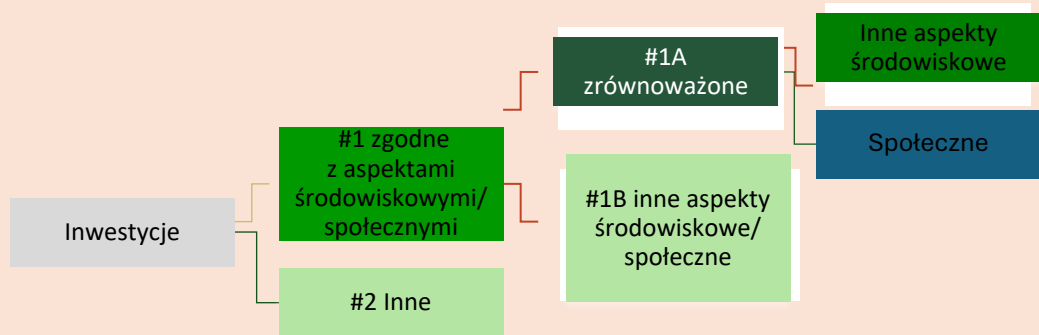 Inwestycje
#1 zgodne
z aspektami
środowiskowymi/
społecznymi
#2 Inne
#1A
zrównoważone
#1B inne aspekty
środowiskowe/
społeczne
Inne aspekty
środowiskowe
Społeczne